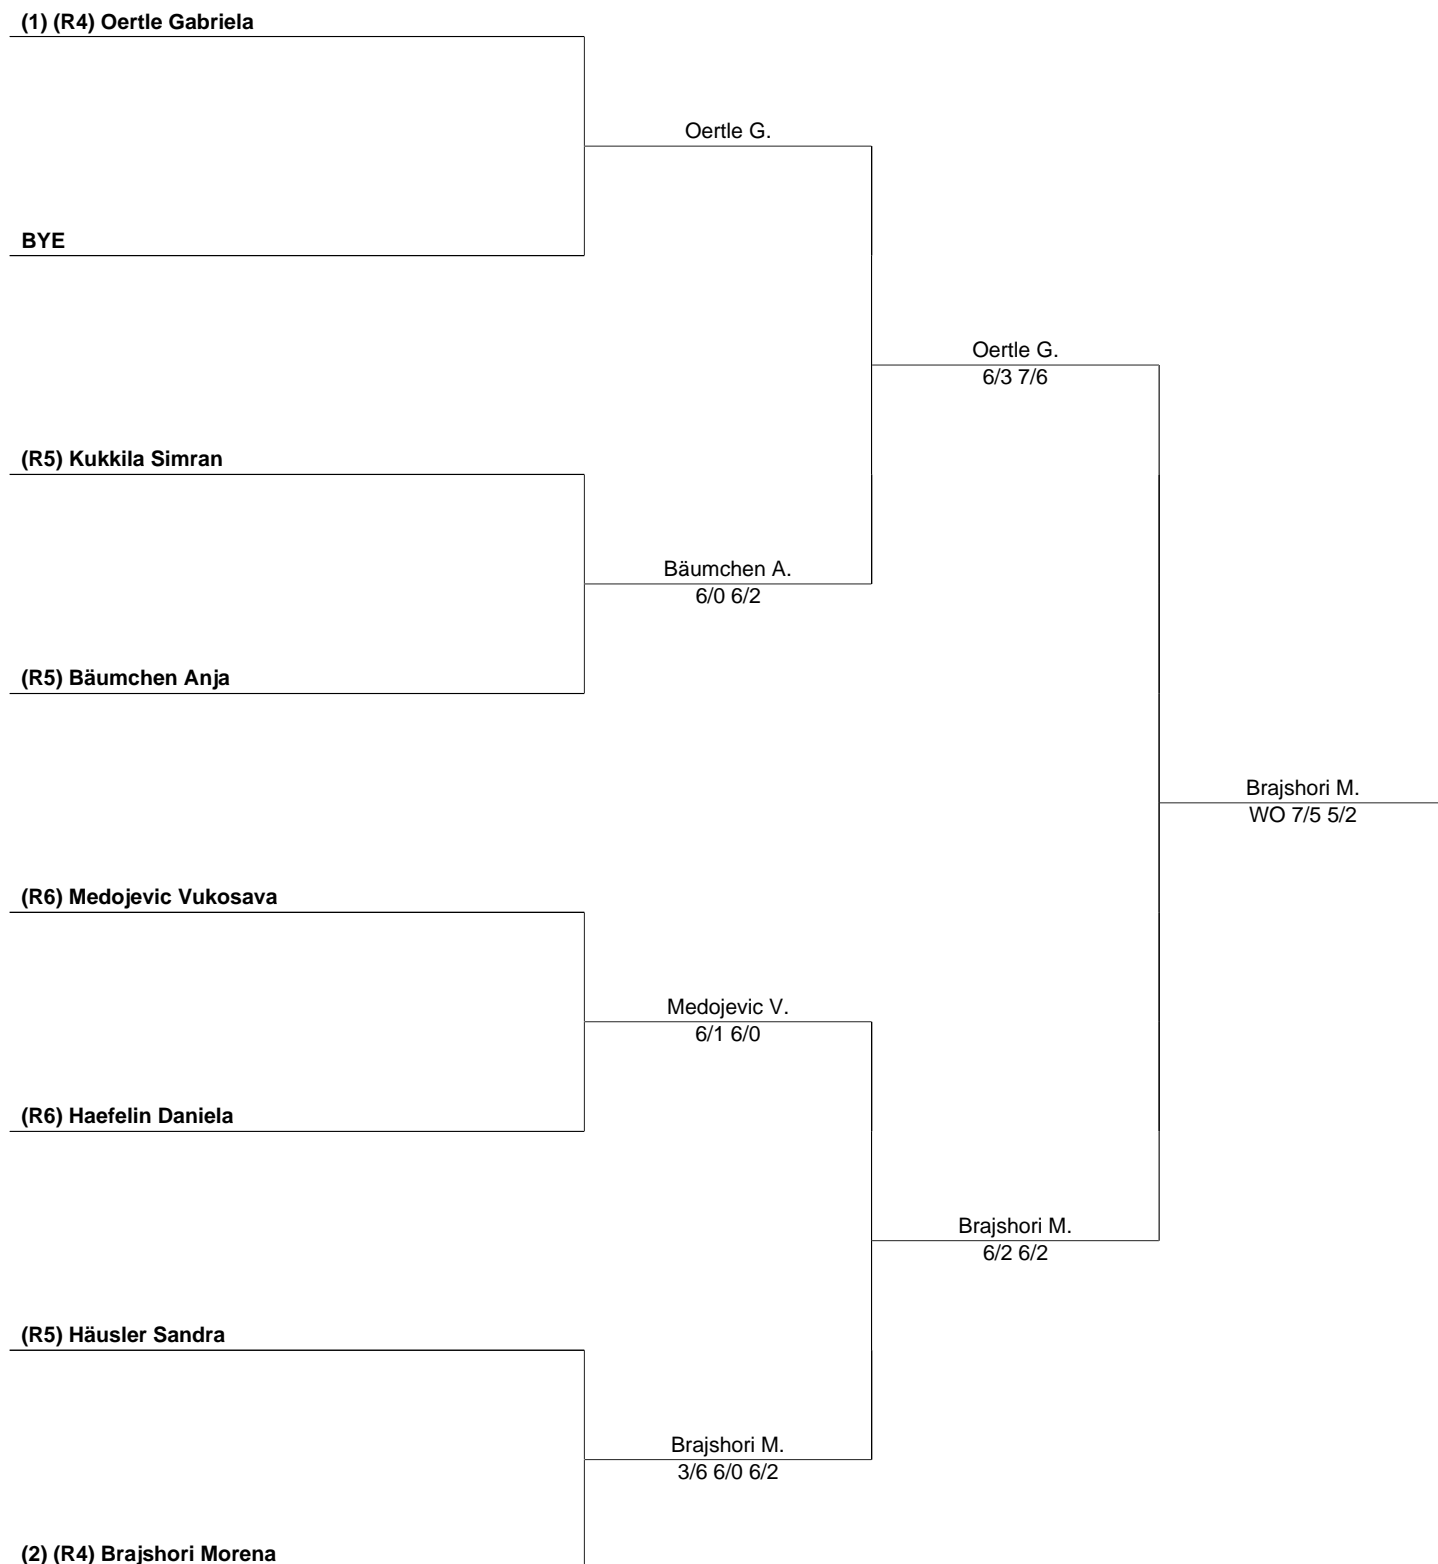 (1) (R4) Oertle Gabriela
Oertle G.
BYE
Oertle G.
6/3 7/6
(R5) Kukkila Simran
Bäumchen A.
6/0 6/2
(R5) Bäumchen Anja
Brajshori M.
WO 7/5 5/2
(R6) Medojevic Vukosava
Medojevic V.
6/1 6/0
(R6) Haefelin Daniela
Brajshori M.
6/2 6/2
(R5) Häusler Sandra
Brajshori M.
3/6 6/0 6/2
(2) (R4) Brajshori Morena